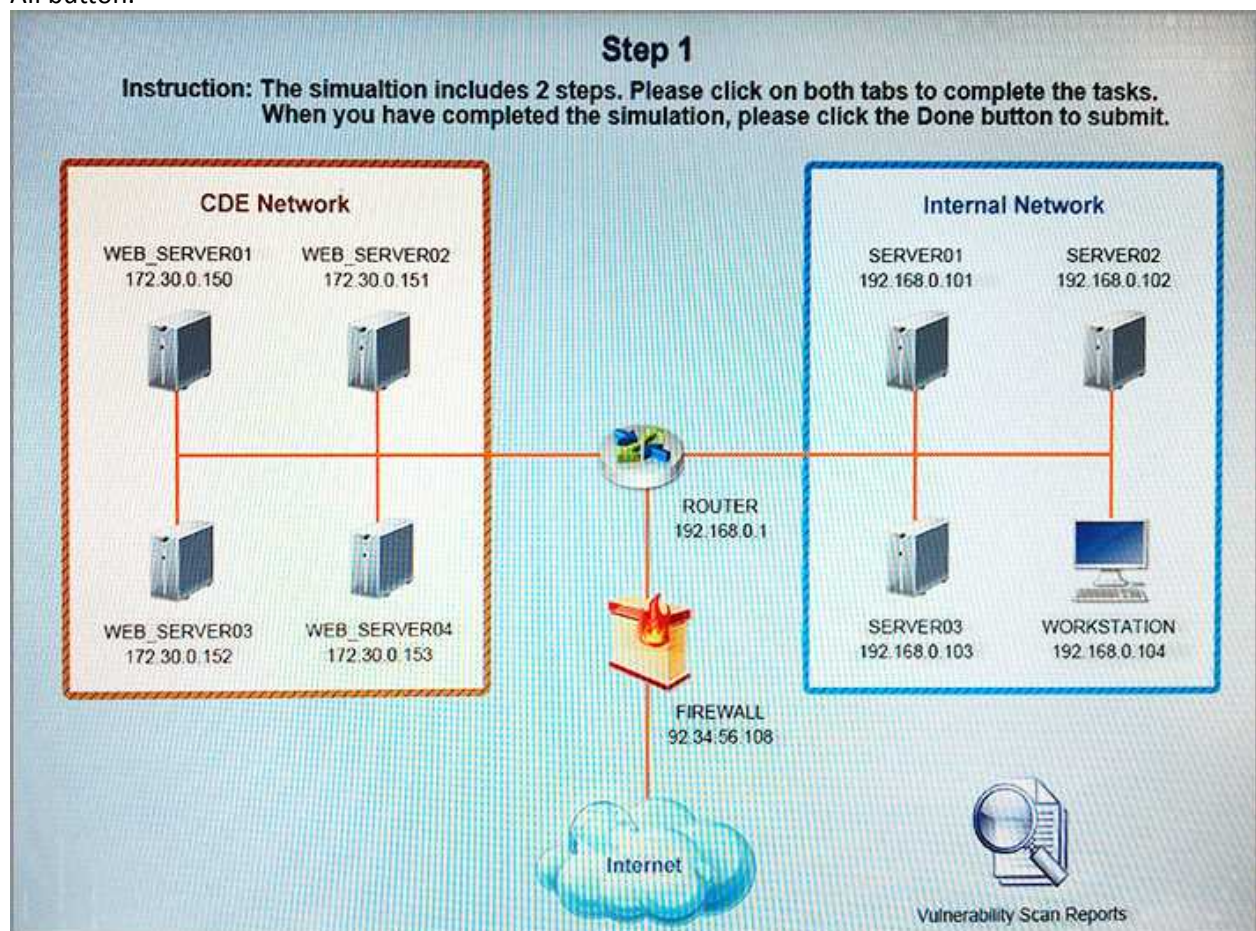 All button.
Step 1
Instruction: The simualtion includes 2 steps. Please click on both tabs to complete the tasks.
When you have completed the simulation, please click the Done button to submit.
CDE Network
WEB_SERVER01
172.30.0.150
WEB_SERVER02
172.30.0.151
WEB_SERVER03
172.30.0.152
WEB_SERVER04
172.30.0.153
ROUTER
192.168.0.1
FIREWALL
92.34.56.108
Internet
Internal Network
SERVER01
192.168.0.101
SERVER02
192.168.0.102
SERVER03
192.168.0.103
WORKSTATION
192.168.0.104
Vulnerability Scan Reports